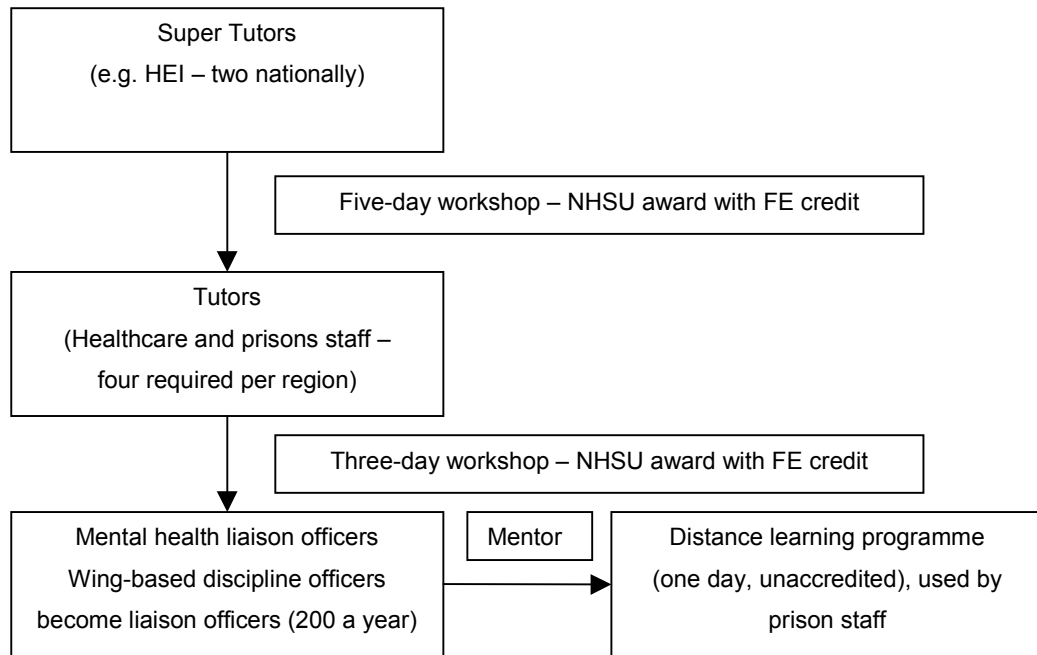 Super Tutors
(e.g. HEI – two nationally)
Five-day workshop – NHSU award with FE credit
Tutors
(Healthcare and prisons staff –
four required per region)
Three-day workshop – NHSU award with FE credit
Mental health liaison officers
Wing-based discipline officers
become liaison officers (200 a year)
Mentor
Distance learning programme
(one day, unaccredited), used by
prison staff